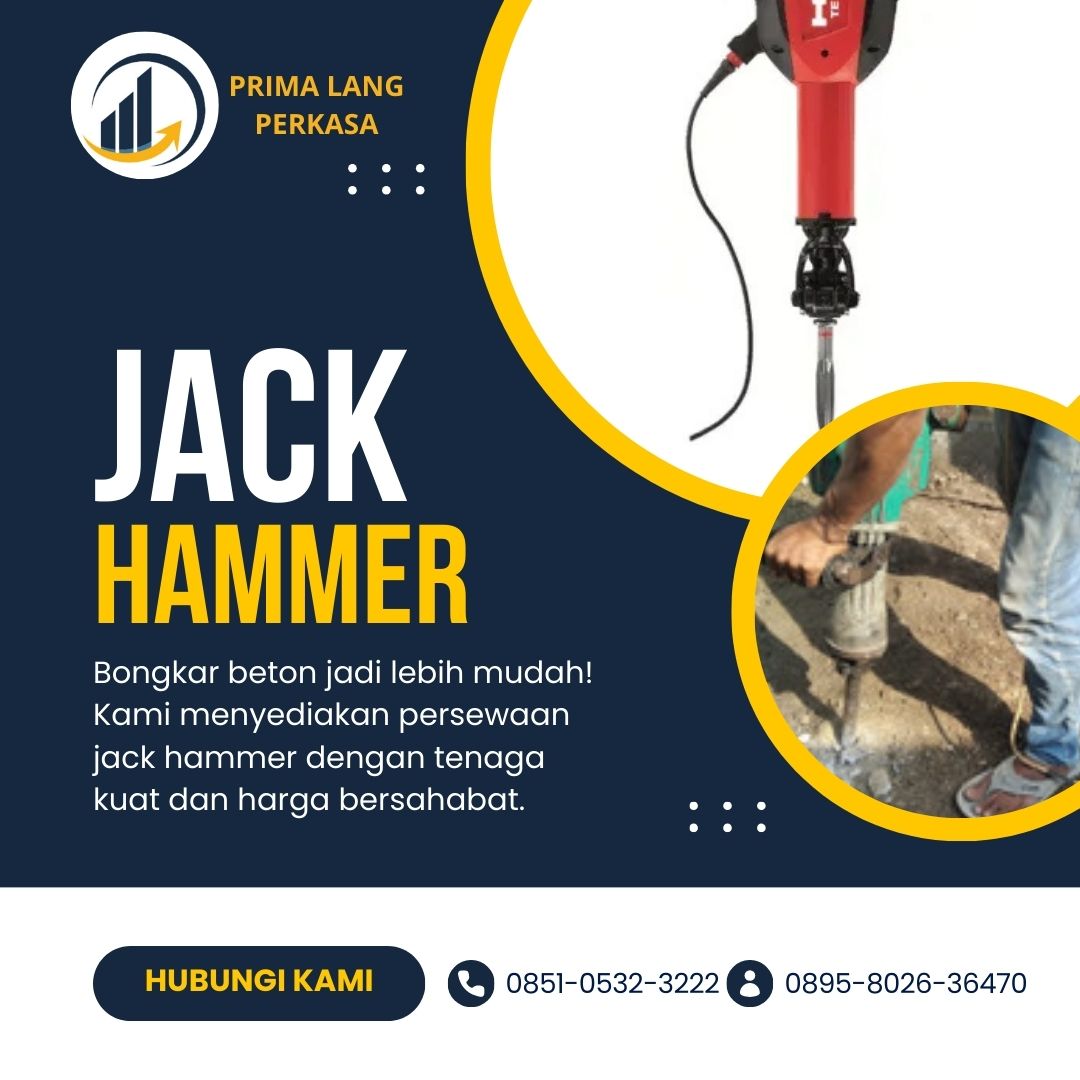 PRIMA LANG
PERKASA
JACK
HAMMER
Bongkar beton jadi lebih mudah!
Kami menyediakan persewaan
jack hammer dengan tenaga
kuat dan harga bersahabat.
HUBUNGI KAMI
0851-0532-3222
0895-8026-36470